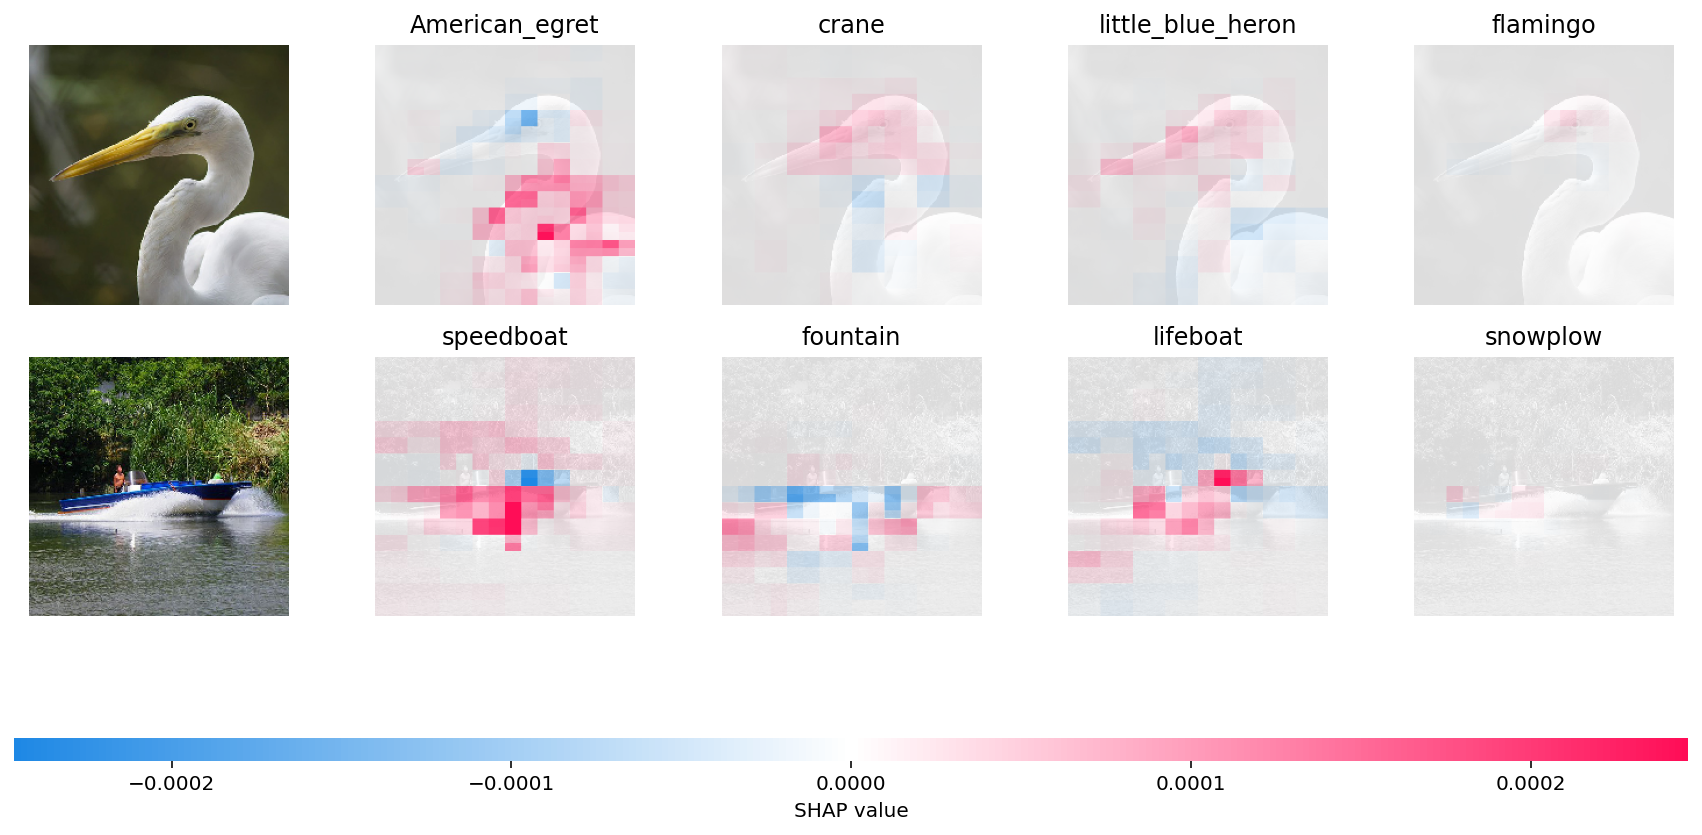 American_egret
crane
little_blue_heron
flamingo
speedboat
fountain
lifeboat
snowplow
−0.0002
−0.0001
0.0000
0.0001
0.0002
SHAP value